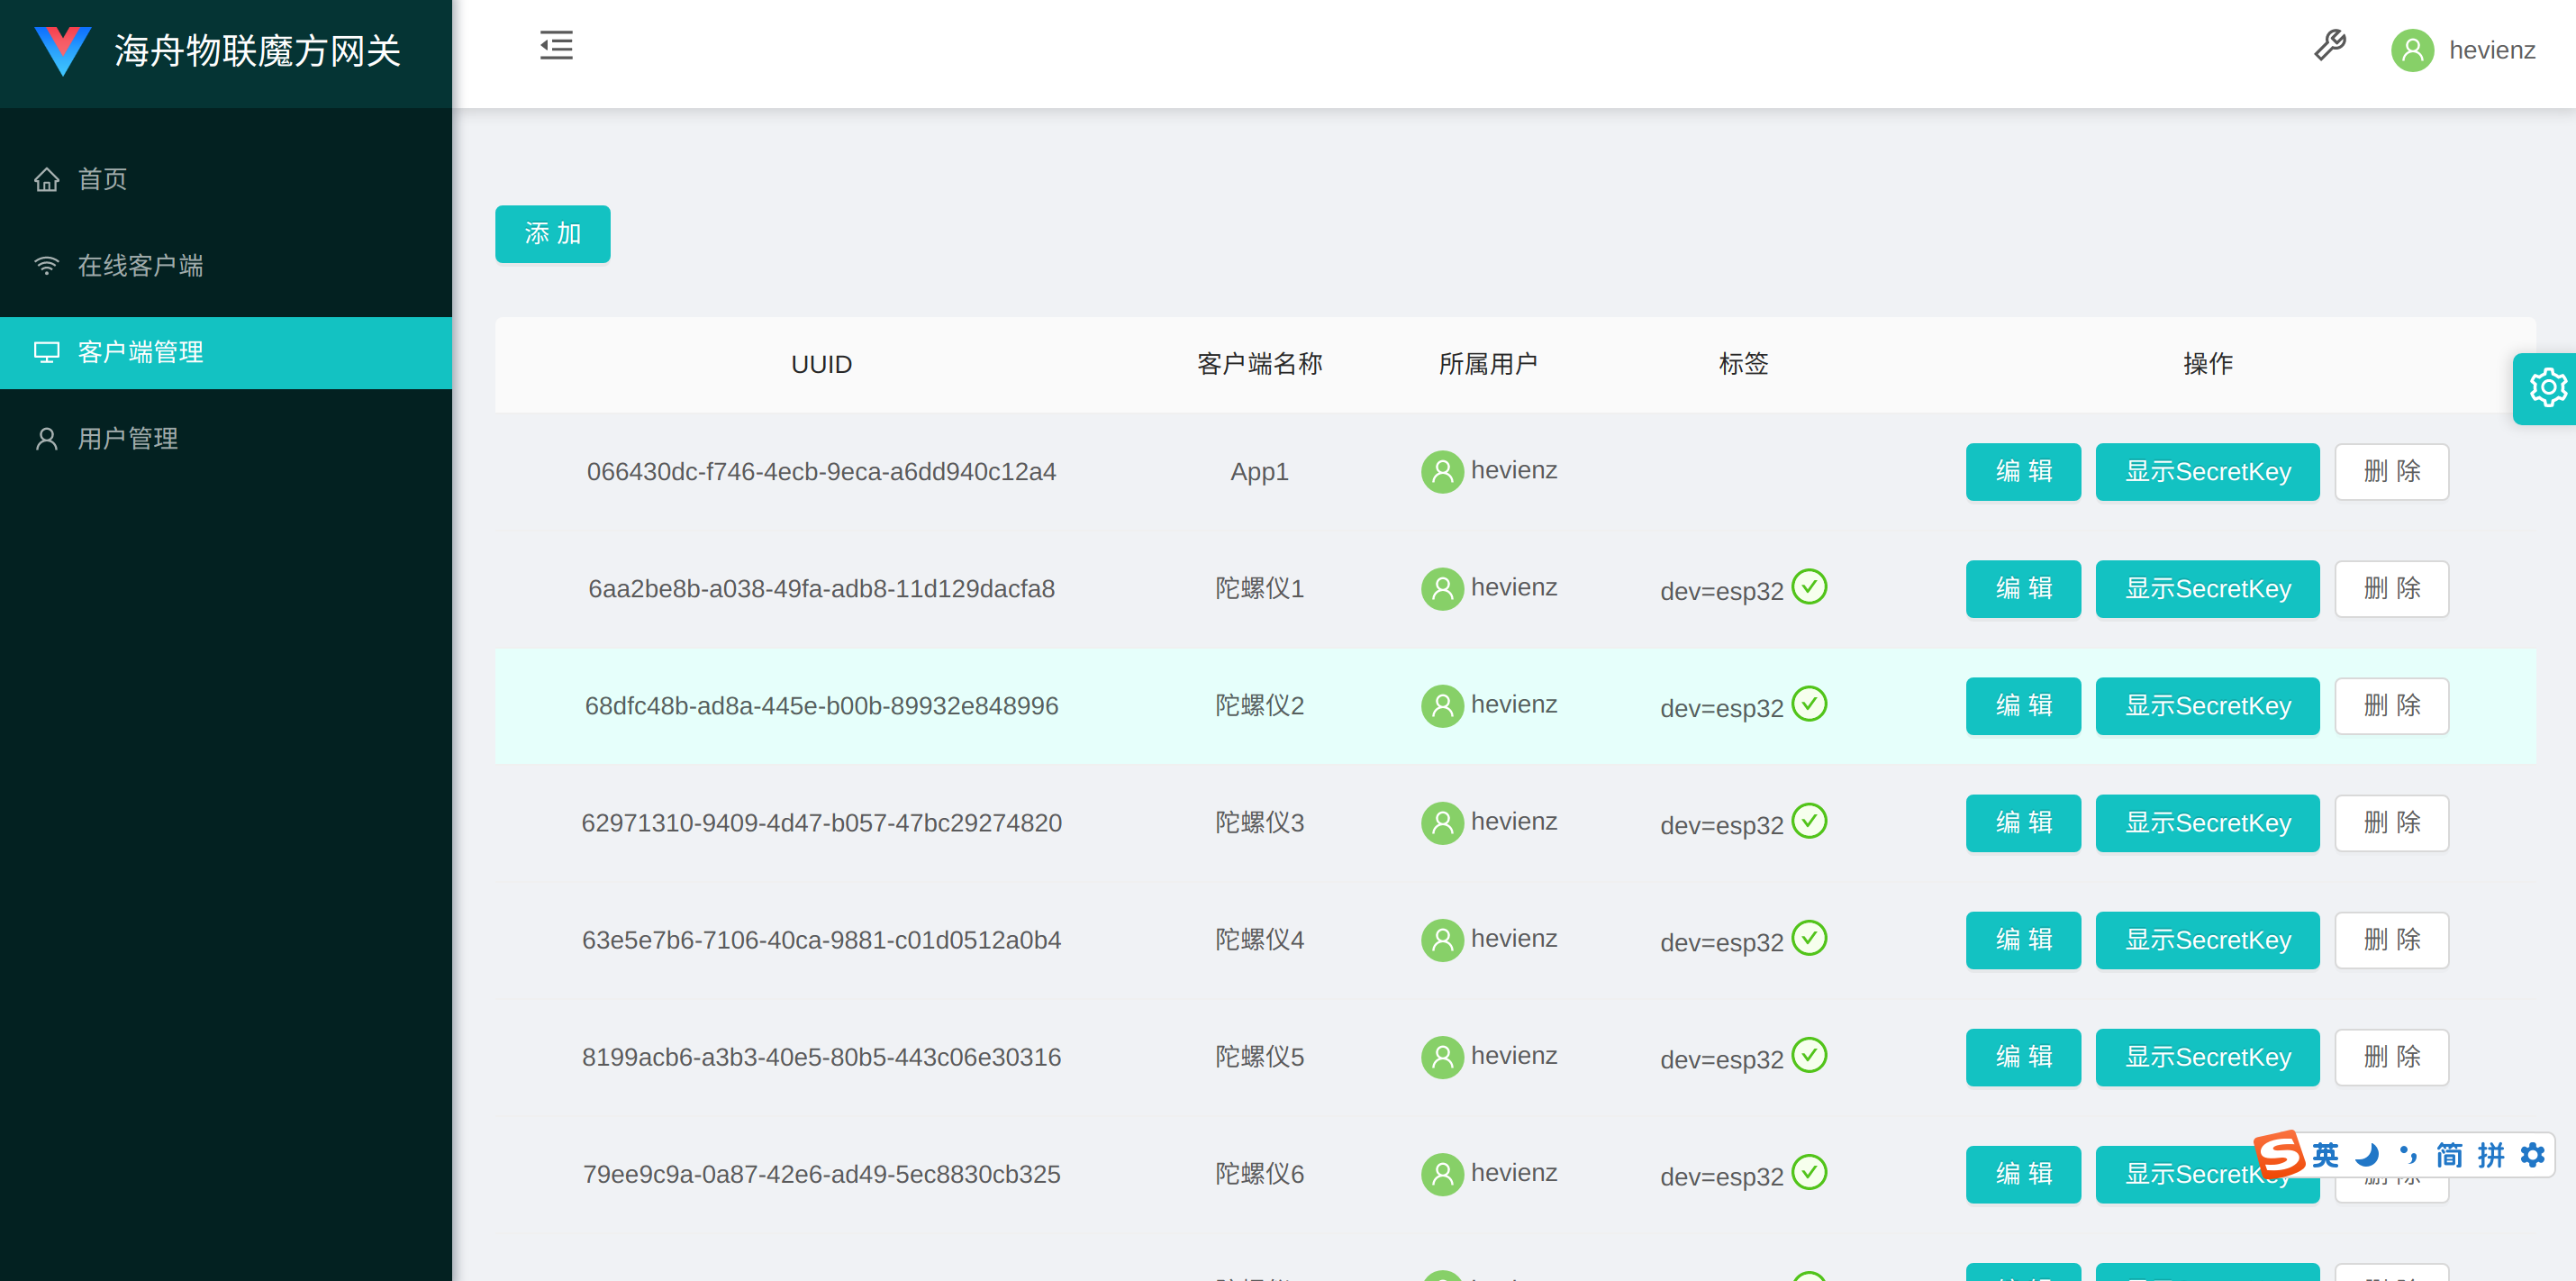 海舟物联魔方网关
hevienz
首页
在线客户端
客户端管理
用户管理
添 加
UUID 客户端名称 所属用户 标签 操作
066430dc-f746-4ecb-9eca-a6dd940c12a4 App1 hevienz 编 辑 显示SecretKey 删 除
6aa2be8b-a038-49fa-adb8-11d129dacfa8 陀螺仪1 hevienz dev=esp32 编 辑 显示SecretKey 删 除
68dfc48b-ad8a-445e-b00b-89932e848996 陀螺仪2 hevienz dev=esp32 编 辑 显示SecretKey 删 除
62971310-9409-4d47-b057-47bc29274820 陀螺仪3 hevienz dev=esp32 编 辑 显示SecretKey 删 除
63e5e7b6-7106-40ca-9881-c01d0512a0b4 陀螺仪4 hevienz dev=esp32 编 辑 显示SecretKey 删 除
8199acb6-a3b3-40e5-80b5-443c06e30316 陀螺仪5 hevienz dev=esp32 编 辑 显示SecretKey 删 除
79ee9c9a-0a87-42e6-ad49-5ec8830cb325 陀螺仪6 hevienz dev=esp32 编 辑 显示SecretKey 删 除
英 简 拼